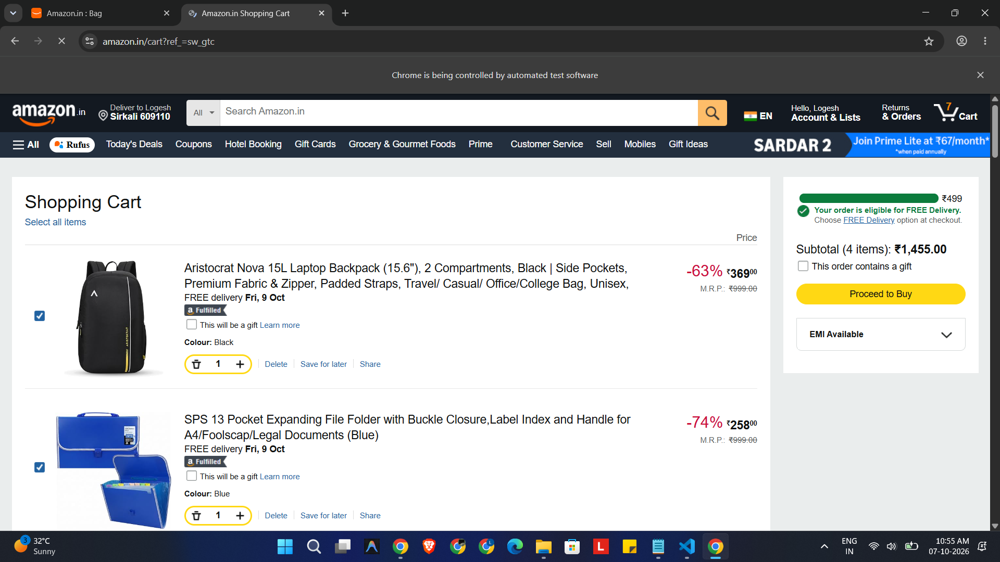 Amazon.in : Bag
Amazon.in Shopping Cart
amazon.in/cart?ref_=sw_gtc
Chrome is being controlled by automated test software
amazon.in
Deliver to Logesh
Sirkali 609110
All
Search Amazon.in
EN
Hello, Logesh
Account & Lists
Returns
& Orders
7
Cart
All
Rufus
Today's Deals
Coupons
Hotel Booking
Gift Cards
Grocery & Gourmet Foods
Prime
Customer Service
Sell
Mobiles
Gift Ideas
SARDAR 2
Join Prime Lite at ₹67/month*
*when paid annually
Shopping Cart
Select all items
Price
Aristocrat Nova 15L Laptop Backpack (15.6"), 2 Compartments, Black | Side Pockets,
Premium Fabric & Zipper, Padded Straps, Travel/ Casual/ Office/College Bag, Unisex,
FREE delivery Fri, 9 Oct
a Fulfilled
This will be a gift Learn more
Colour: Black
1
Delete
Save for later
Share
-63% ₹36900
M.R.P.: ₹999.00
ARISTOCRAT
SPS 13 Pocket Expanding File Folder with Buckle Closure,Label Index and Handle for
A4/Foolscap/Legal Documents (Blue)
FREE delivery Fri, 9 Oct
a Fulfilled
This will be a gift Learn more
Colour: Blue
1
Delete
Save for later
Share
-74% ₹25800
M.R.P.: ₹999.00
₹499
Your order is eligible for FREE Delivery.
Choose FREE Delivery option at checkout.
Subtotal (4 items): ₹1,455.00
This order contains a gift
Proceed to Buy
EMI Available
3
32°C
Sunny
L
L
ENG
IN
10:55 AM
07-10-2026